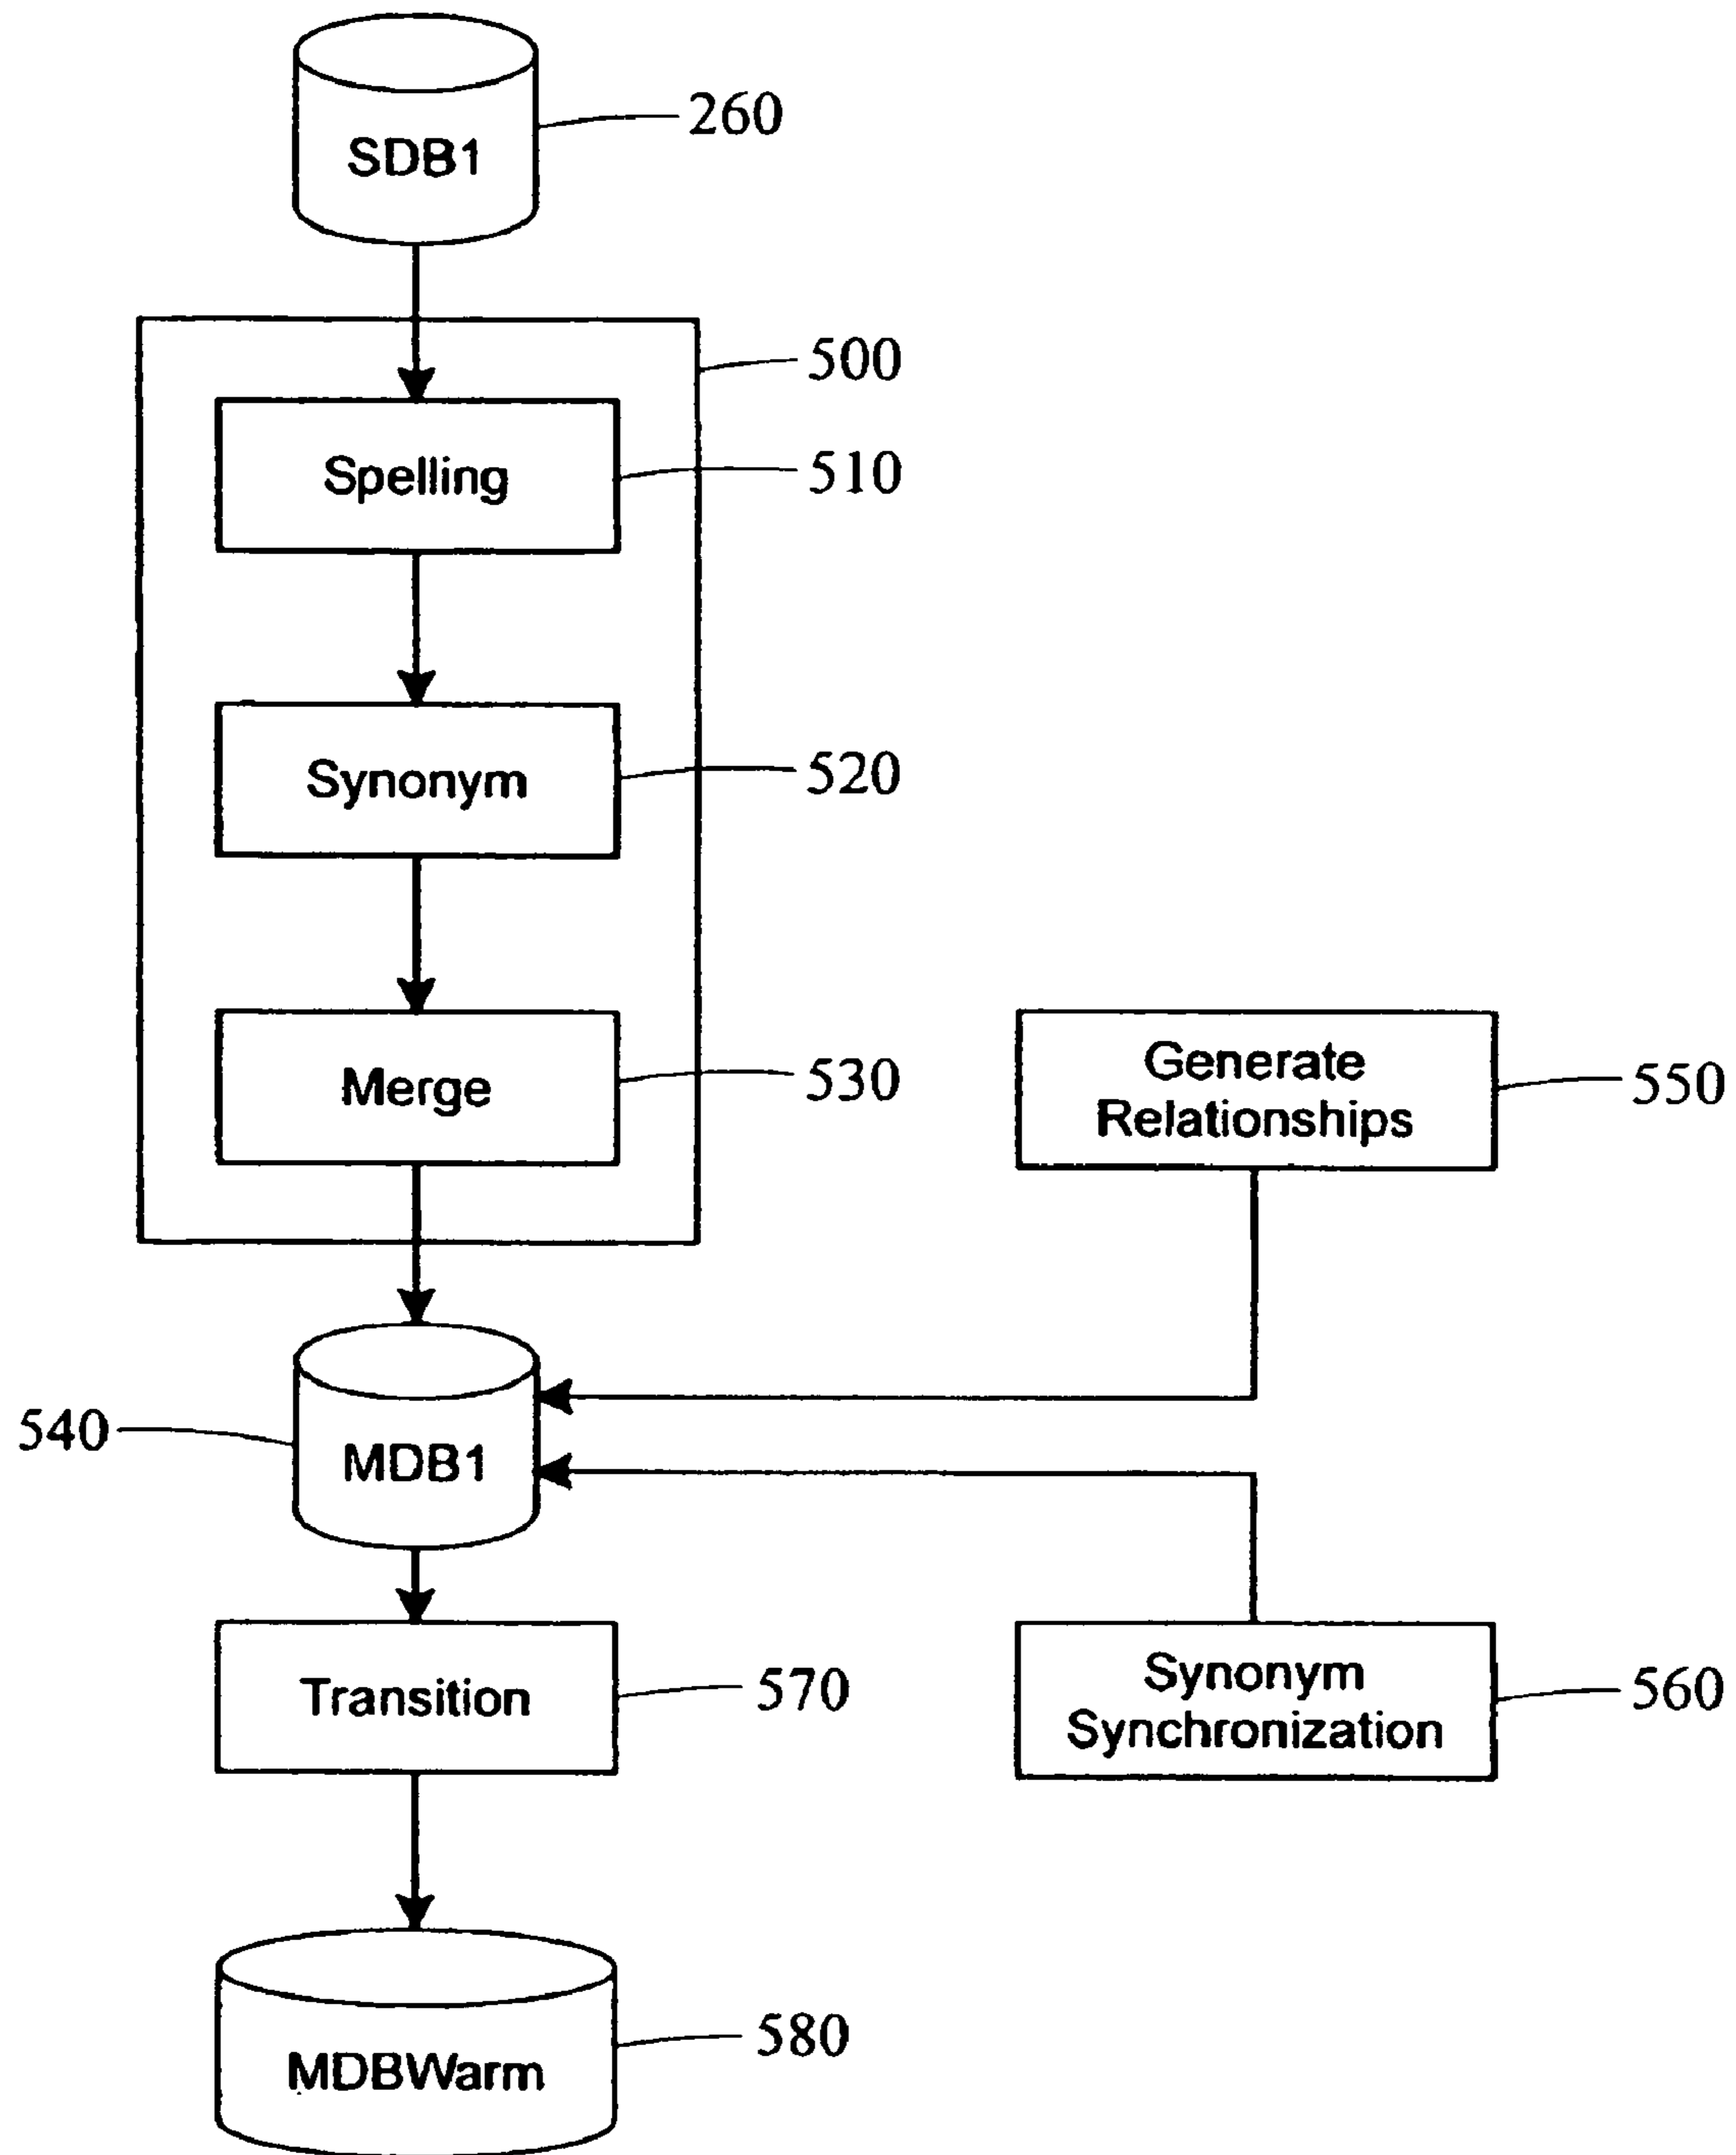 SDB1
260
500
Spelling
510
Synonym
520
Merge
530
Generate
Relationships
550
540
MDB1
Transition
570
Synonym
Synchronization
560
MDBWarm
580